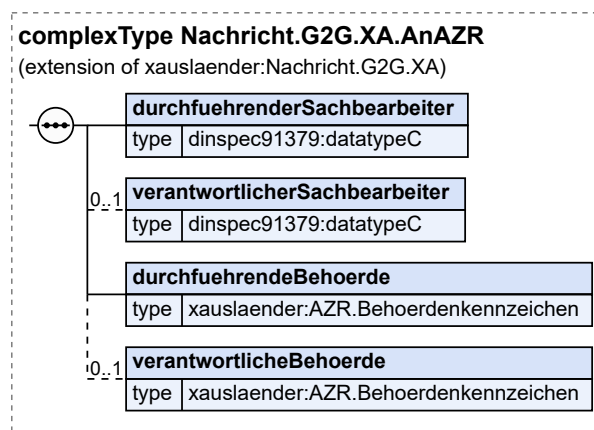 complexType Nachricht.G2G.XA.AnAZR
(extension of xauslaender:Nachricht.G2G.XA)
durchfuehrenderSachbearbeiter
type dinspec91379:datatypeC
0..1 verantwortlicherSachbearbeiter
type dinspec91379:datatypeC
durchfuehrendeBehoerde
type xauslaender:AZR.Behoerdenkennzeichen
0..1 verantwortlicheBehoerde
type xauslaender:AZR.Behoerdenkennzeichen